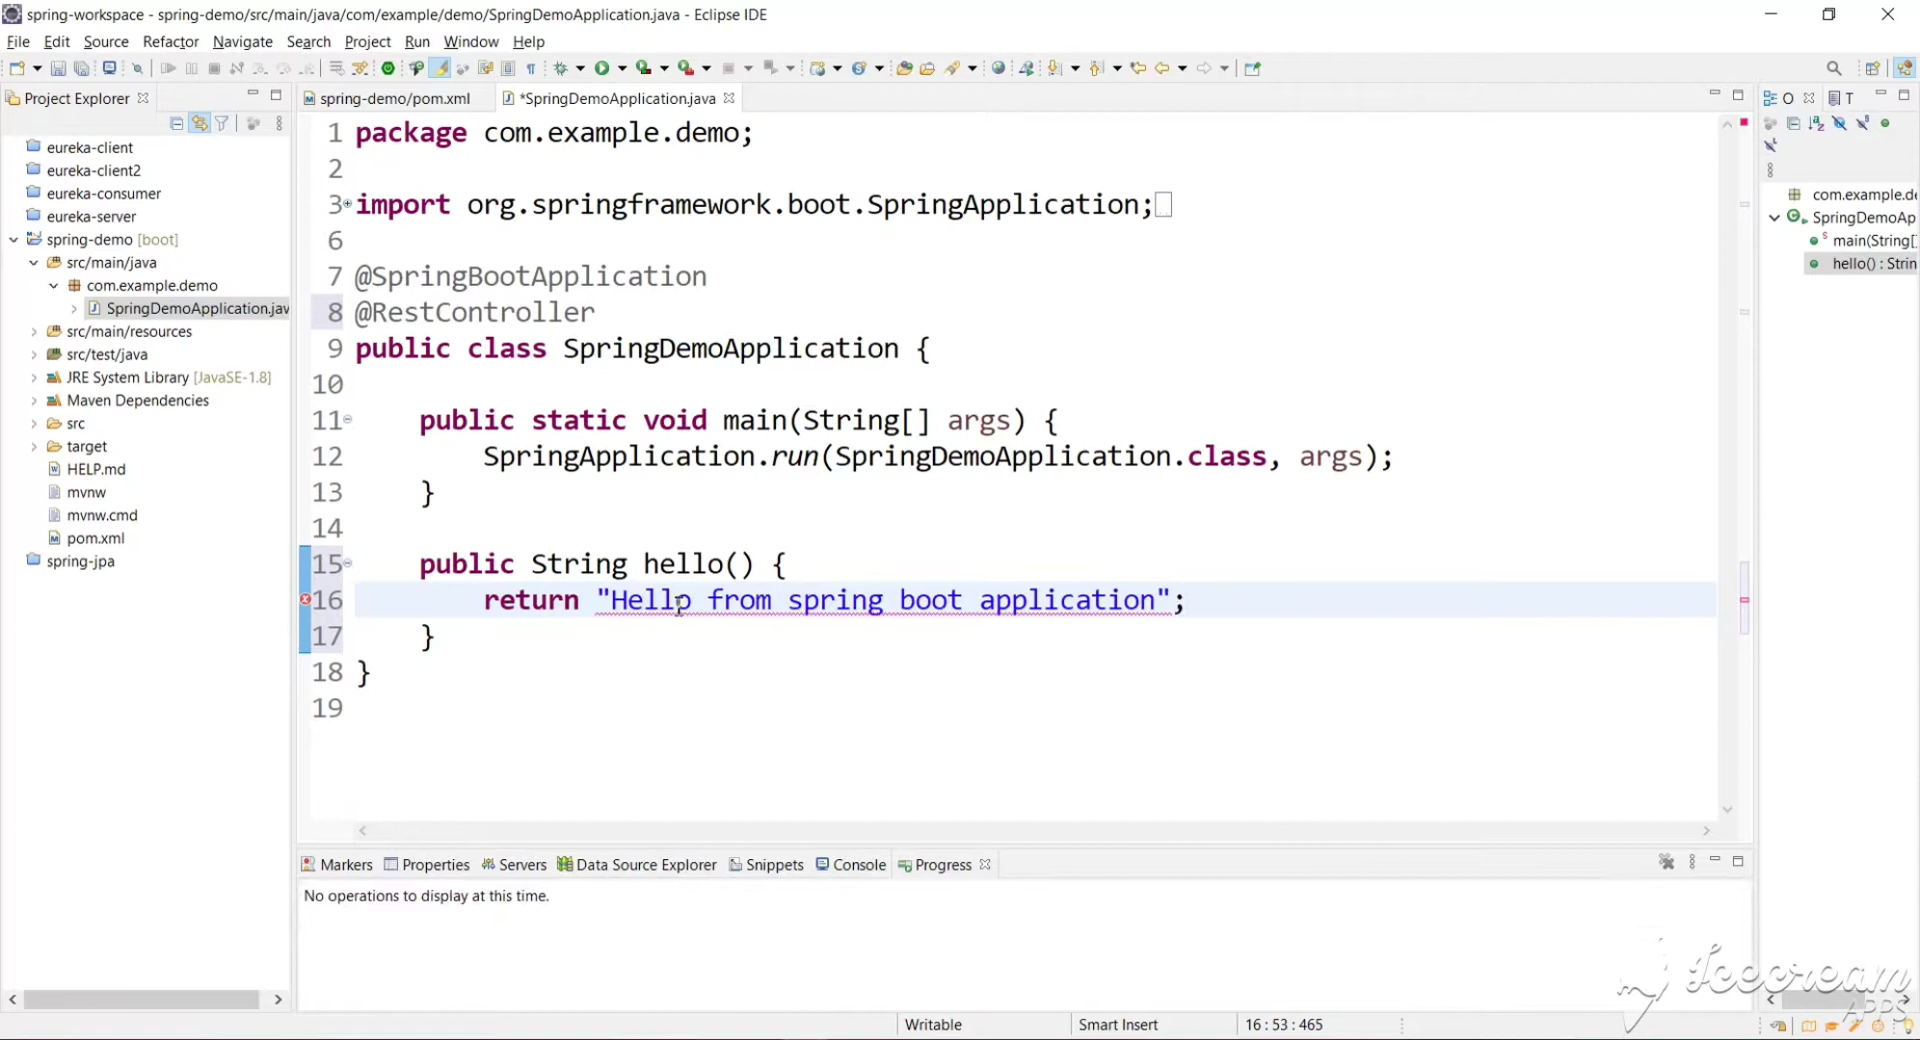 spring-workspace - spring-demo/src/main/java/com/example/demo/SpringDemoApplication.java - Eclipse IDE
File Edit Source Refactor Navigate Search Project Run Window Help
Project Explorer
spring-demo/pom.xml
*SpringDemoApplication.java
O
T
eureka-client
eureka-client2
eureka-consumer
eureka-server
spring-demo [boot]
src/main/java
com.example.demo
SpringDemoApplication.jav
src/main/resources
src/test/java
JRE System Library [JavaSE-1.8]
Maven Dependencies
src
target
HELP.md
mvnw
mvnw.cmd
pom.xml
spring-jpa
1 package com.example.demo;
2
3 import org.springframework.boot.SpringApplication;
6
7 @SpringBootApplication
8 @RestController
9 public class SpringDemoApplication {
10
11 public static void main(String[] args) {
12 SpringApplication.run(SpringDemoApplication.class, args);
13 }
14
15 public String hello() {
16 return "Hello from spring boot application";
17 }
18 }
19
com.example.de
SpringDemoAp
main(String[]
hello() : Strin
Markers Properties Servers Data Source Explorer Snippets Console Progress
No operations to display at this time.
Writable Smart Insert 16 : 53 : 465
Icecream
APPS